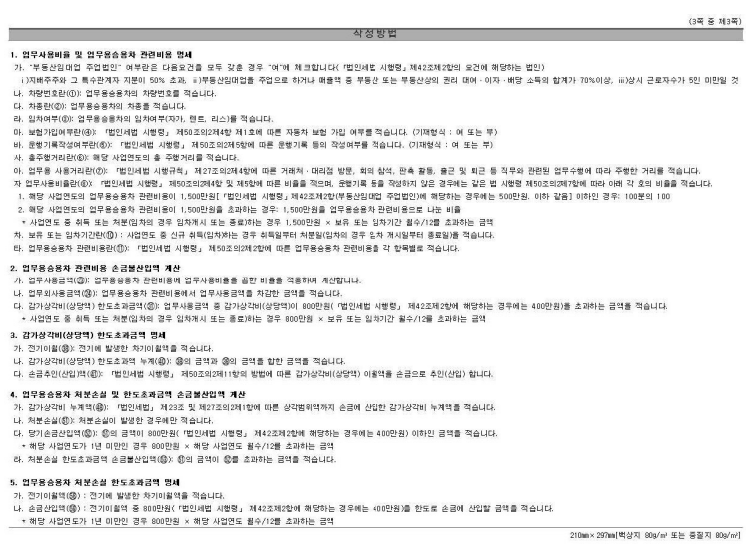 (3쪽 중 제3쪽)
작성방법
1. 업무사용비율 및 업무용승용차 관련비용 명세
가. "부동산임대업 주업법인" 여부란은 다음요건을 모두 갖춘 경우 "여"에 체크합니다(「법인세법 시행령」 제42조제2항의 요건에 해당하는 법인)
ⅰ)지배주주와 그 특수관계자 지분이 50% 초과, ⅱ)부동산임대업을 주업으로 하거나 매출액 중 부동산 또는 부동산상의 권리 대여·이자·배당 소득의 합계가 70%이상, ⅲ)상시 근로자수가 5인 미만일 것
나. 차량번호란(①): 업무용승용차의 차량번호를 적습니다.
다. 차종란(②): 업무용승용차의 차종을 적습니다.
라. 임차여부(③): 업무용승용차의 임차여부(자가, 렌트, 리스)를 적습니다.
마. 보험가입여부란(④): 「법인세법 시행령」 제50조의2제4항 제1호에 따른 자동차 보험 가입 여부를 적습니다. (기재형식 : 여 또는 부)
바. 운행기록작성여부란(⑤): 「법인세법 시행령」 제50조의2제5항에 따른 운행기록 등의 작성여부를 적습니다. (기재형식 : 여 또는 부)
사. 총주행거리란(⑥): 해당 사업연도의 총 주행거리를 적습니다.
아. 업무용 사용거리란(⑦): 「법인세법 시행규칙」 제27조의2제4항에 따른 거래처·대리점 방문, 회의 참석, 판촉 활동, 출근 및 퇴근 등 직무와 관련된 업무수행에 따라 주행한 거리를 적습니다.
자 업무사용비율란(⑧): 「법인세법 시행령」 제50조의2제4항 및 제5항에 따른 비율을 적으며, 운행기록 등을 작성하지 않은 경우에는 같은 법 시행령 제50조의2제7항에 따라 아래 각 호의 비율을 적습니다.
1. 해당 사업연도의 업무용승용차 관련비용이 1,500만원[「법인세법 시행령」제42조제2항(부동산임대업 주업법인)에 해당하는 경우에는 500만원. 이하 같음] 이하인 경우: 100분의 100
2. 해당 사업연도의 업무용승용차 관련비용이 1,500만원을 초과하는 경우: 1,500만원을 업무용승용차 관련비용으로 나눈 비율
* 사업연도 중 취득 또는 처분(임차의 경우 임차개시 또는 종료)하는 경우 1,500만원 × 보유 또는 임차기간 월수/12를 초과하는 금액
차. 보유 또는 임차기간란(⑩) : 사업연도 중 신규 취득(임차)하는 경우 취득일부터 처분일(임차의 경우 임차 개시일부터 종료일)을 적습니다.
타. 업무용승용차 관련비용란(⑪): 「법인세법 시행령」 제50조의2제2항에 따른 업무용승용차 관련비용을 각 항목별로 적습니다.
2. 업무용승용차 관련비용 손금불산입액 계산
가. 업무사용금액(㉓): 업무용승용차 관련비용에 업무사용비율을 곱한 비율을 적용하여 계산합니다.
나. 업무외사용금액(㉔): 업무용승용차 관련비용에서 업무사용금액을 차감한 금액을 적습니다.
다. 감가상각비(상당액) 한도초과금액: 업무사용금액 중 감가상각비(상당액)이 800만원(「법인세법 시행령」 제42조제2항에 해당하는 경우에는 400만원)을 초과하는 금액을 적습니다.
* 사업연도 중 취득 또는 처분(임차의 경우 임차개시 또는 종료)하는 경우 800만원 × 보유 또는 임차기간 월수/12를 초과하는 금액
3. 감가상각비(상당액) 한도초과금액 명세
가. 전기이월: 전기에 발생한 차기이월액을 적습니다.
나. 감가상각비(상당액) 한도초과액 누계: 의 금액과 의 금액을 합한 금액을 적습니다.
다. 손금추인(산입)액: 「법인세법 시행령」 제50조의2제11항의 방법에 따른 감가상각비(상당액) 이월액을 손금으로 추인(산입) 합니다.
4. 업무용승용차 처분손실 및 한도초과금액 손금불산입액 계산
가. 감가상각비 누계액: 「법인세법」 제23조 및 제27조의2제1항에 따른 상각범위액까지 손금에 산입한 감가상각비 누계액을 적습니다.
나. 처분손실: 처분손실이 발생한 경우에만 적습니다.
다. 당기손금산입액: 의 금액이 800만원(「법인세법 시행령」 제42조제2항에 해당하는 경우에는 400만원) 이하인 금액을 적습니다.
* 해당 사업연도가 1년 미만인 경우 800만원 × 해당 사업연도 월수/12를 초과하는 금액
라. 처분손실 한도초과금액 손금불산입: 의 금액이 를 초과하는 금액을 적습니다.
5. 업무용승용차 처분손실 한도초과금액 명세
가. 전기이월액 : 전기에 발생한 차기이월액을 적습니다.
나. 손금산입액 : 전기이월액 중 800만원(「법인세법 시행령」 제42조제2항에 해당하는 경우에는 400만원)을 한도로 손금에 산입할 금액을 적습니다.
* 해당 사업연도가 1년 미만인 경우 800만원 × 해당 사업연도 월수/12를 초과하는 금액
210mm×297mm[백상지 80g/㎡ 또는 중질지 80g/㎡]